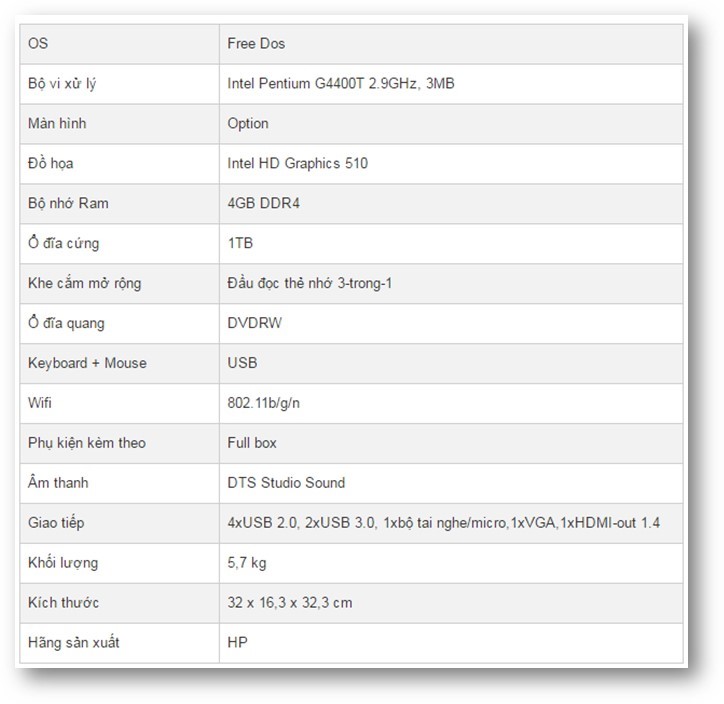 OS Free Dos
Bộ vi xử lý Intel Pentium G4400T 2.9GHz, 3MB
Màn hình Option
Đồ họa Intel HD Graphics 510
Bộ nhớ Ram 4GB DDR4
Ổ đĩa cứng 1TB
Khe cắm mở rộng Đầu đọc thẻ nhớ 3-trong-1
Ổ đĩa quang DVDRW
Keyboard + Mouse USB
Wifi 802.11b/g/n
Phụ kiện kèm theo Full box
Âm thanh DTS Studio Sound
Giao tiếp 4xUSB 2.0, 2xUSB 3.0, 1xbộ tai nghe/micro,1xVGA,1xHDMI-out 1.4
Khối lượng 5,7 kg
Kích thước 32 x 16,3 x 32,3 cm
Hãng sản xuất HP